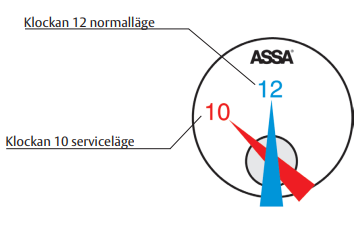 Klockan 12 normalläge
ASSA
12
10
Klockan 10 serviceläge